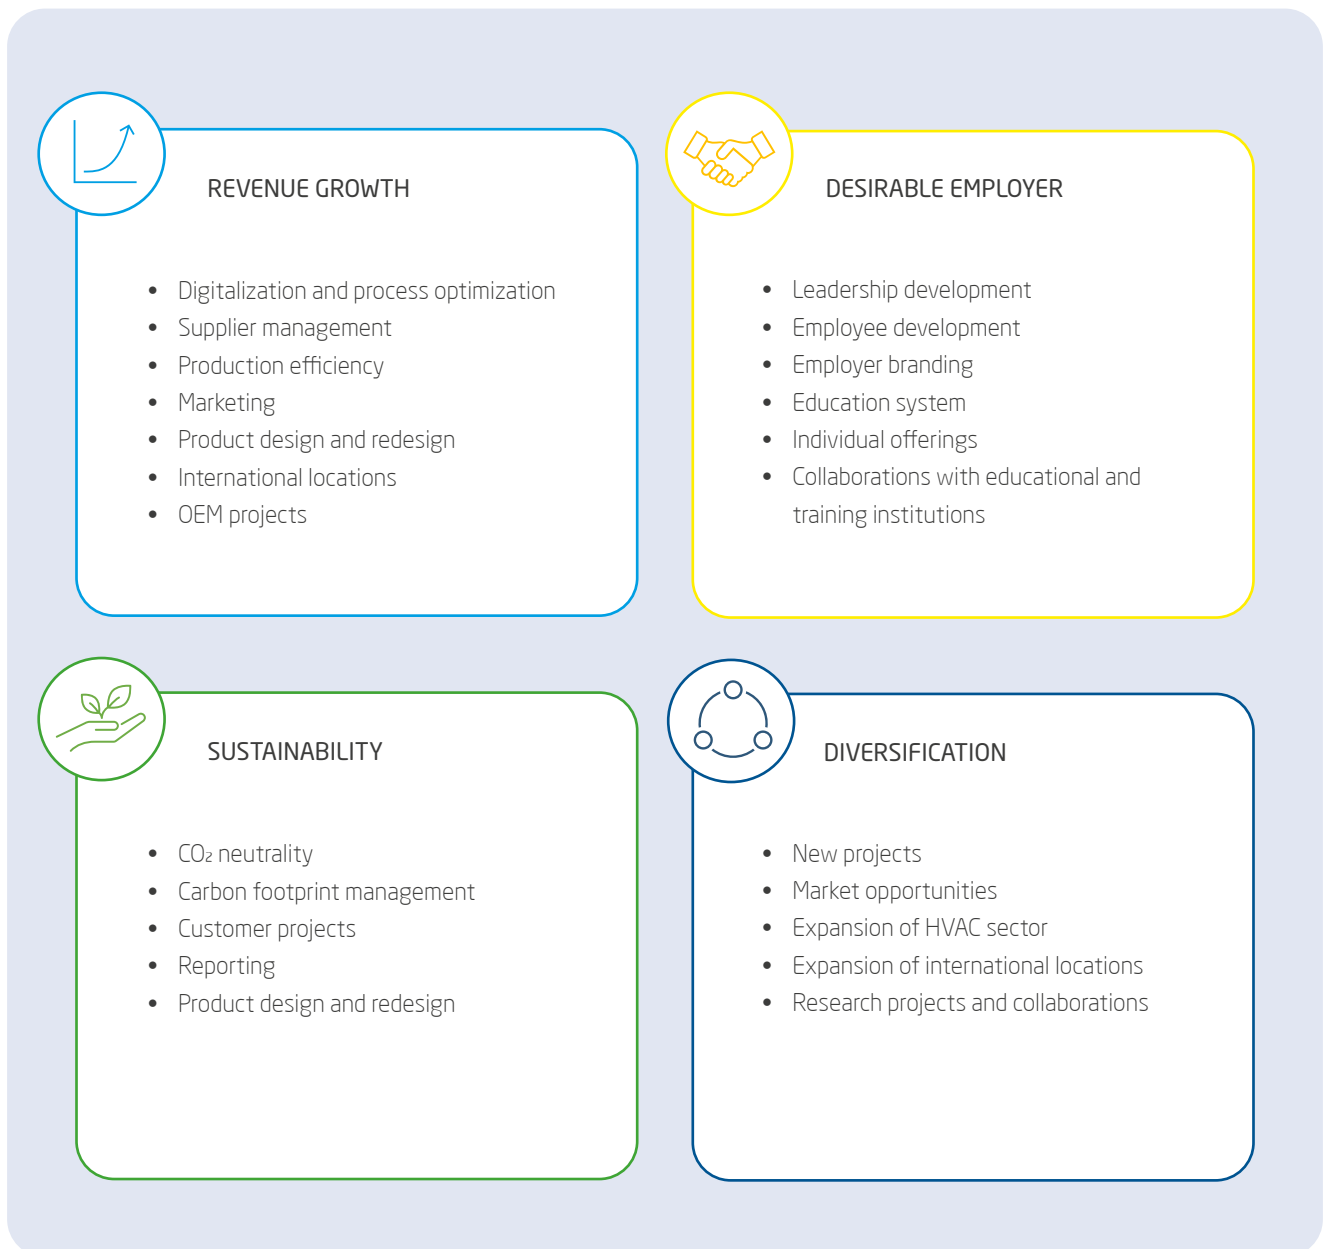 REVENUE GROWTH
• Digitalization and process optimization
• Supplier management
• Production efficiency
• Marketing
• Product design and redesign
• International locations
• OEM projects
DESIRABLE EMPLOYER
• Leadership development
• Employee development
• Employer branding
• Education system
• Individual offerings
• Collaborations with educational and
training institutions
SUSTAINABILITY
• CO₂ neutrality
• Carbon footprint management
• Customer projects
• Reporting
• Product design and redesign
DIVERSIFICATION
• New projects
• Market opportunities
• Expansion of HVAC sector
• Expansion of international locations
• Research projects and collaborations